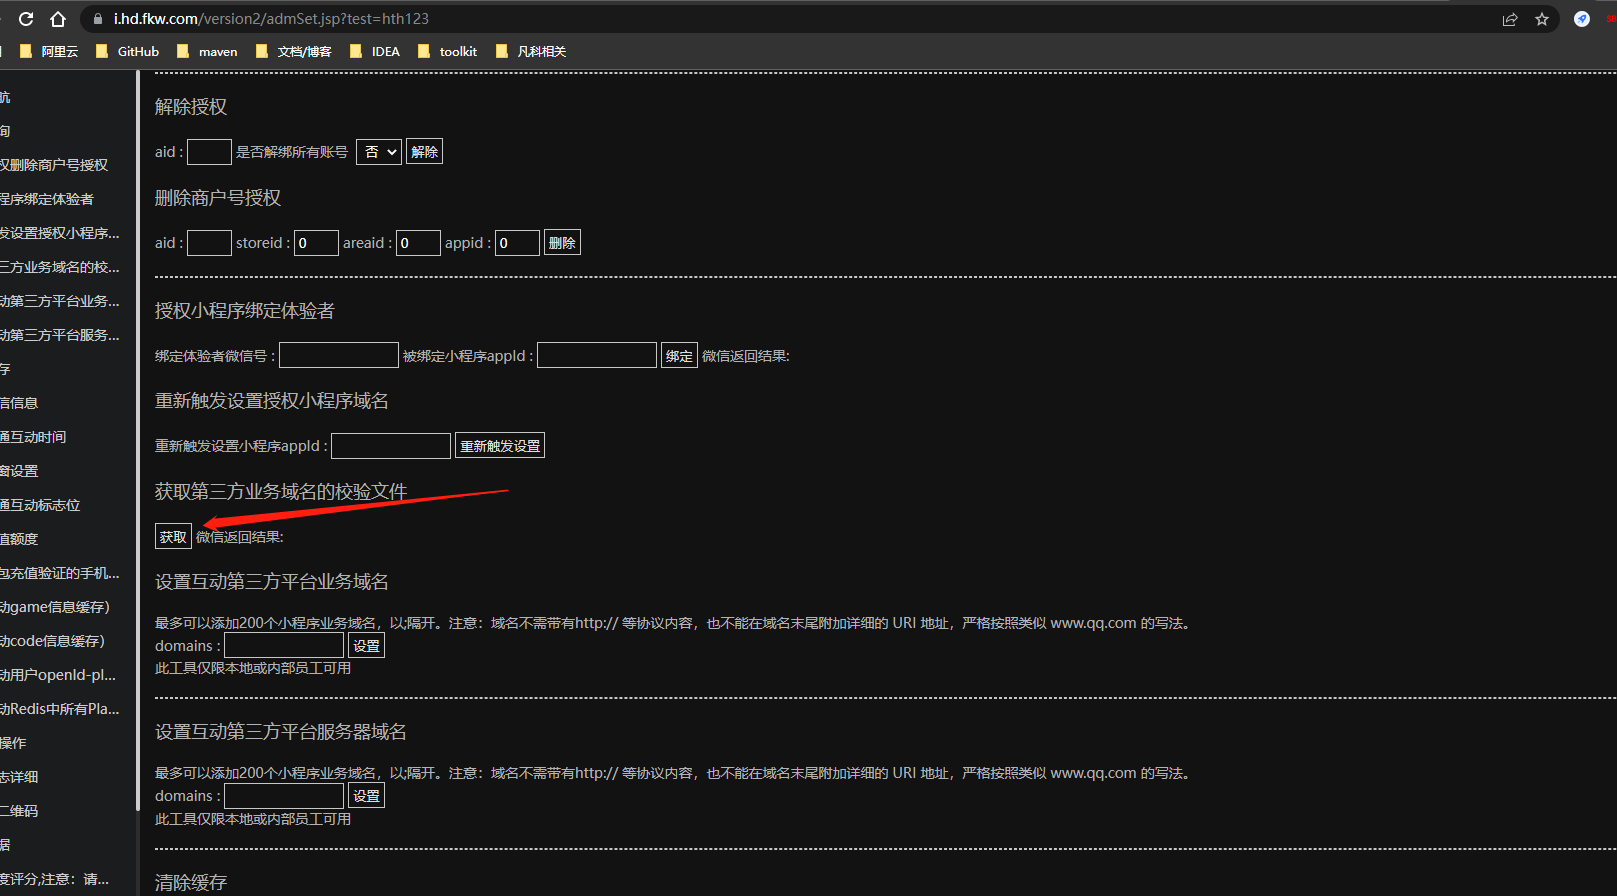 i.hd.fkw.com/version2/admSet.jsp?test=hth123
阿里云 GitHub maven 文档/博客 IDEA toolkit 凡科相关
航
询
权删除商户号授权
程序绑定体验者
发设置授权小程序...
三方业务域名的校...
动第三方平台业务...
动第三方平台服务...
存
信信息
通互动时间
窗设置
通互动标志位
值额度
包充值验证的手机...
动game信息缓存）
动code信息缓存）
动用户openId-pl...
动Redis中所有Pla...
操作
志详细
二维码
据
度评分,注意：请...
解除授权
aid : 是否解绑所有账号 否 解除
删除商户号授权
aid : storeid : 0 areaid : 0 appid : 0 删除
授权小程序绑定体验者
绑定体验者微信号 : 被绑定小程序appId : 绑定 微信返回结果:
重新触发设置授权小程序域名
重新触发设置小程序appId : 重新触发设置
获取第三方业务域名的校验文件
获取 微信返回结果:
设置互动第三方平台业务域名
最多可以添加200个小程序业务域名，以;隔开。注意：域名不需带有http:// 等协议内容，也不能在域名末尾附加详细的 URI 地址，严格按照类似 www.qq.com 的写法。
domains : 设置
此工具仅限本地或内部员工可用
设置互动第三方平台服务器域名
最多可以添加200个小程序业务域名，以;隔开。注意：域名不需带有http:// 等协议内容，也不能在域名末尾附加详细的 URI 地址，严格按照类似 www.qq.com 的写法。
domains : 设置
此工具仅限本地或内部员工可用
清除缓存